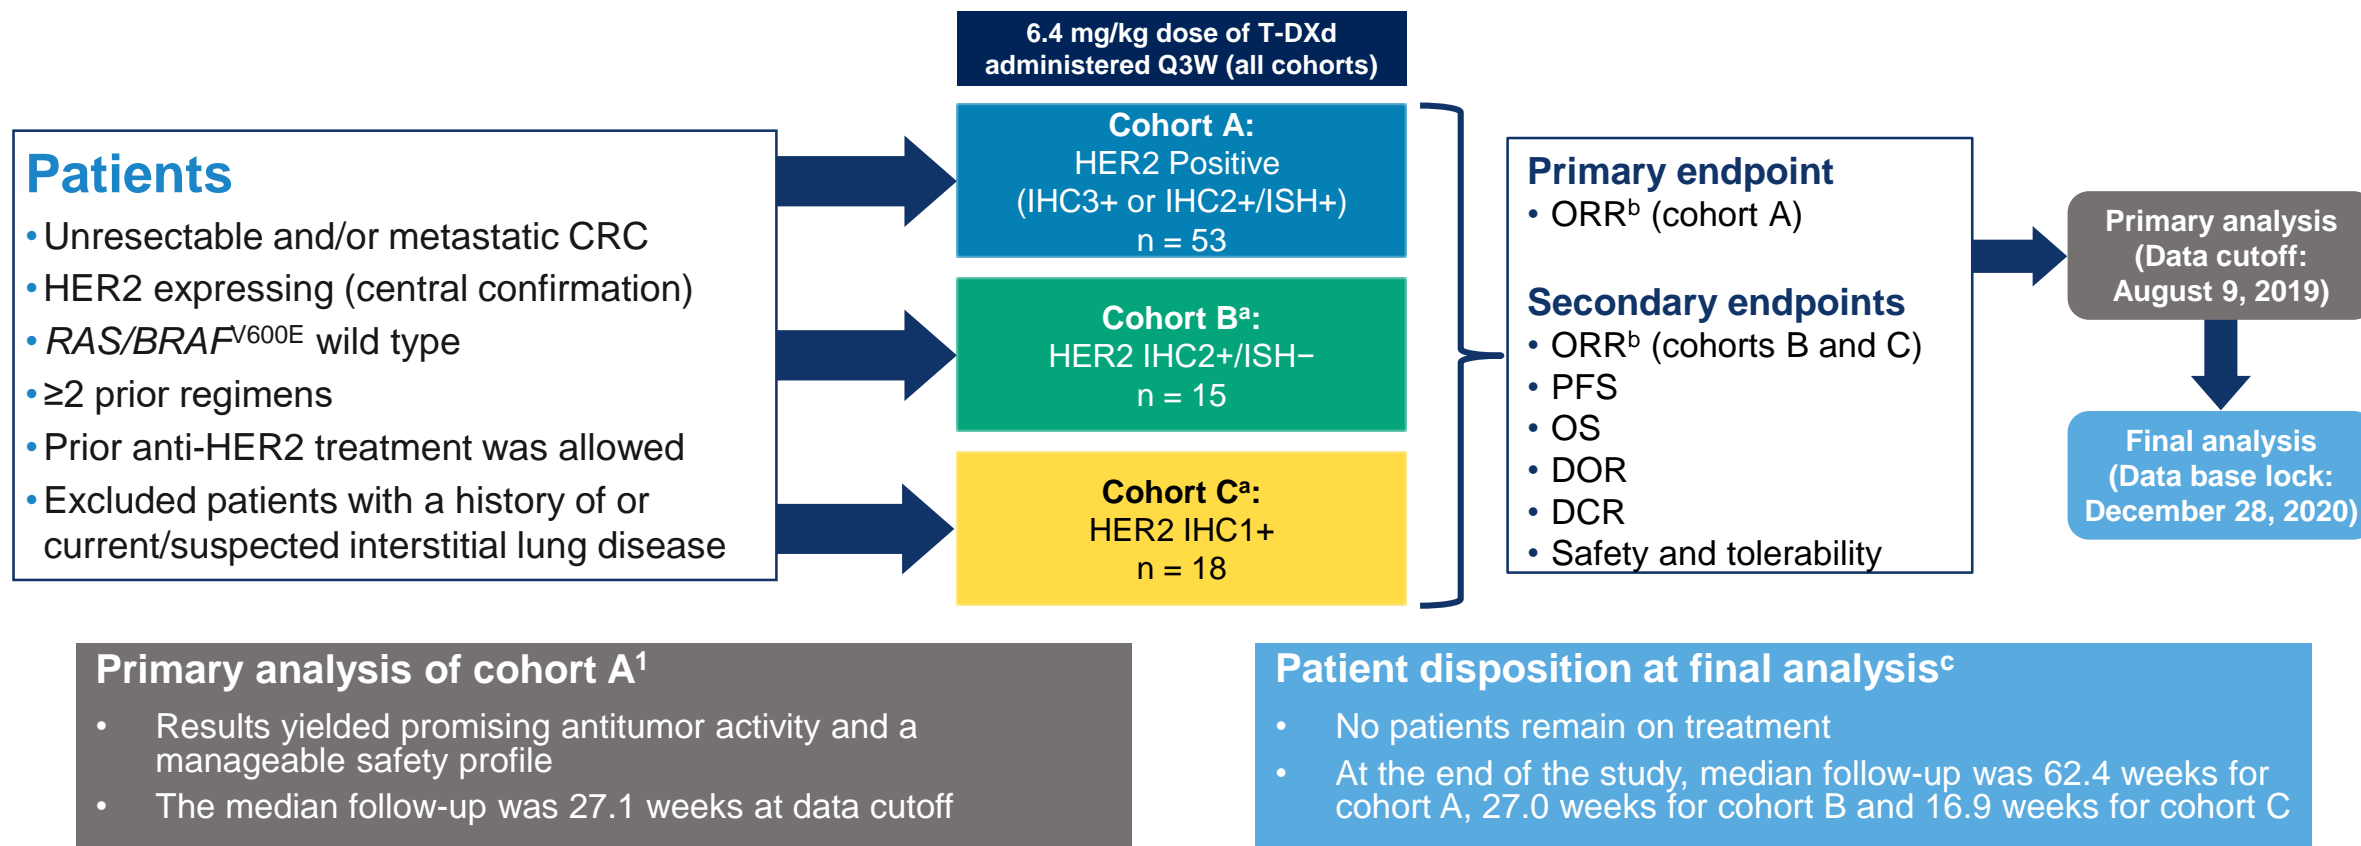 6.4 mg/kg dose of T-DXd
administered Q3W (all cohorts)
Patients
• Unresectable and/or metastatic CRC
• HER2 expressing (central confirmation)
• RAS/BRAFV600E wild type
• ≥2 prior regimens
• Prior anti-HER2 treatment was allowed
• Excluded patients with a history of or
current/suspected interstitial lung disease
Cohort A:
HER2 Positive
(IHC3+ or IHC2+/ISH+)
n = 53
Cohort Bᵃ:
HER2 IHC2+/ISH−
n = 15
Cohort Cᵃ:
HER2 IHC1+
n = 18
Primary endpoint
• ORRᵇ (cohort A)
Secondary endpoints
• ORRᵇ (cohorts B and C)
• PFS
• OS
• DOR
• DCR
• Safety and tolerability
Primary analysis
(Data cutoff:
August 9, 2019)
Final analysis
(Data base lock:
December 28, 2020)
Primary analysis of cohort A¹
• Results yielded promising antitumor activity and a
manageable safety profile
• The median follow-up was 27.1 weeks at data cutoff
Patient disposition at final analysisᶜ
• No patients remain on treatment
• At the end of the study, median follow-up was 62.4 weeks for
cohort A, 27.0 weeks for cohort B and 16.9 weeks for cohort C